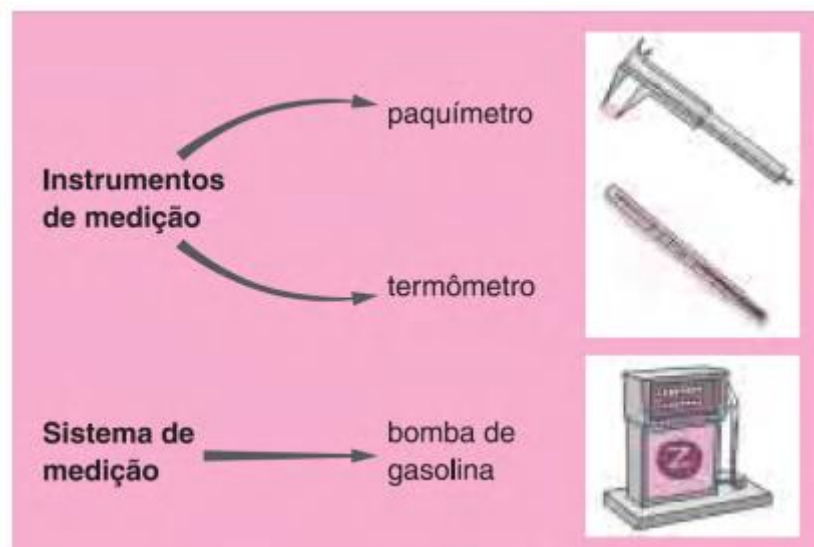 paquímetro
Instrumentos
de medição
termômetro
Sistema de
medição
bomba de
gasolina
Z